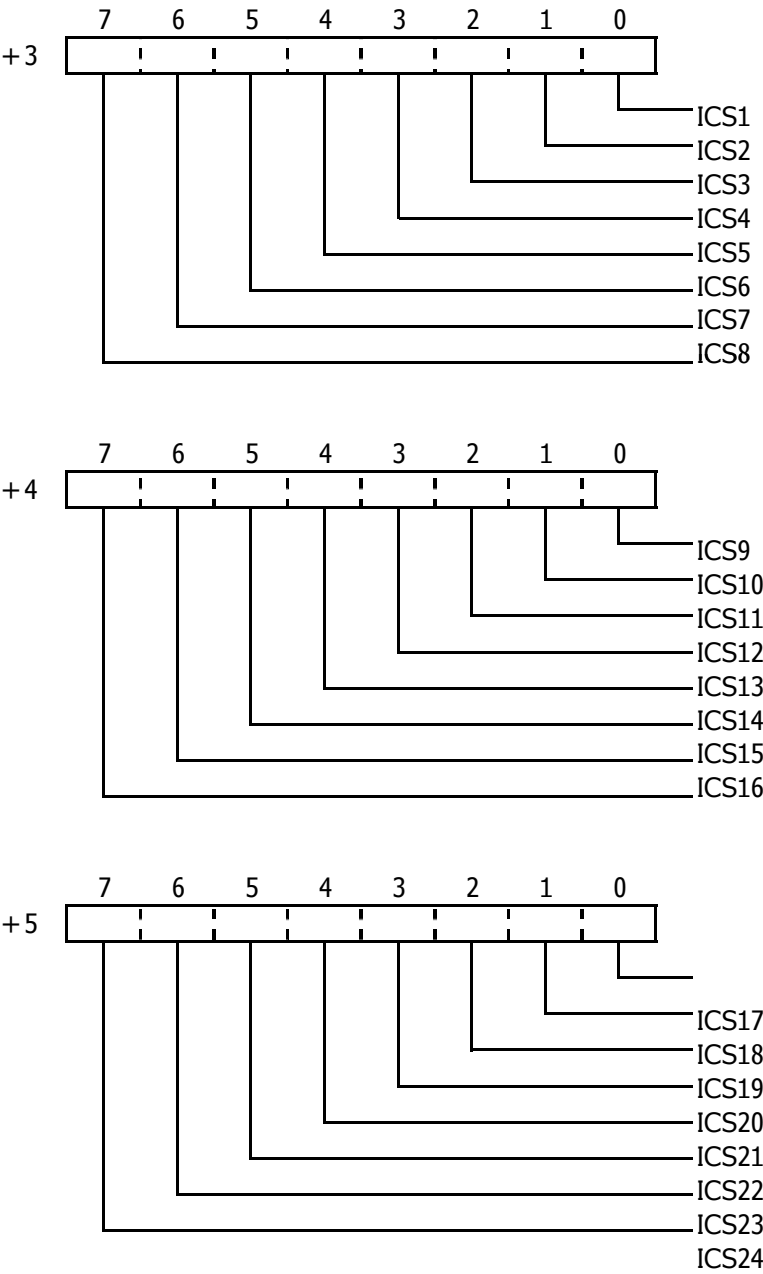 7 6 5 4 3 2 1 0
+3
ICS1
ICS2
ICS3
ICS4
ICS5
ICS6
ICS7
ICS8
7 6 5 4 3 2 1 0
+4
ICS9
ICS10
ICS11
ICS12
ICS13
ICS14
ICS15
ICS16
7 6 5 4 3 2 1 0
+5
ICS17
ICS18
ICS19
ICS20
ICS21
ICS22
ICS23
ICS24